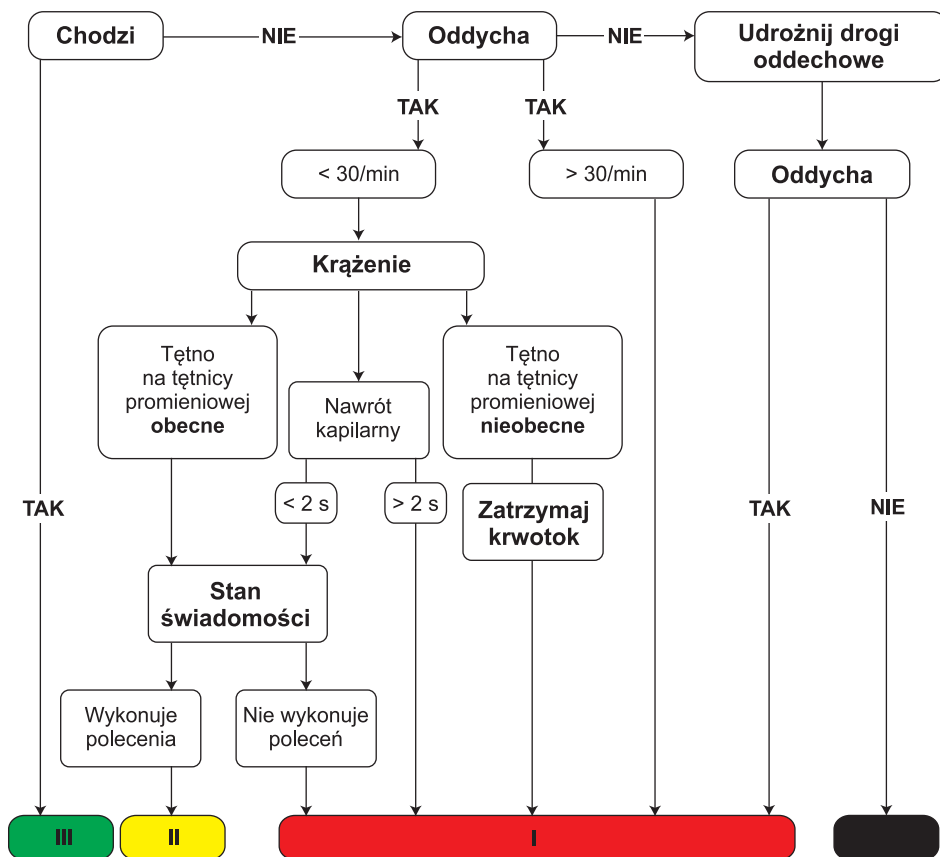 Chodzi
NIE
Oddycha
NIE
Udrożnij drogi
oddechowe
TAK
TAK
< 30/min
> 30/min
Oddycha
Krążenie
Tętno
na tętnicy
promieniowej
obecne
Nawrót
kapilarny
Tętno
na tętnicy
promieniowej
nieobecne
TAK
< 2 s
> 2 s
Zatrzymaj
krwotok
TAK
NIE
Stan
świadomości
Wykonuje
polecenia
Nie wykonuje
poleceń
III
II
I